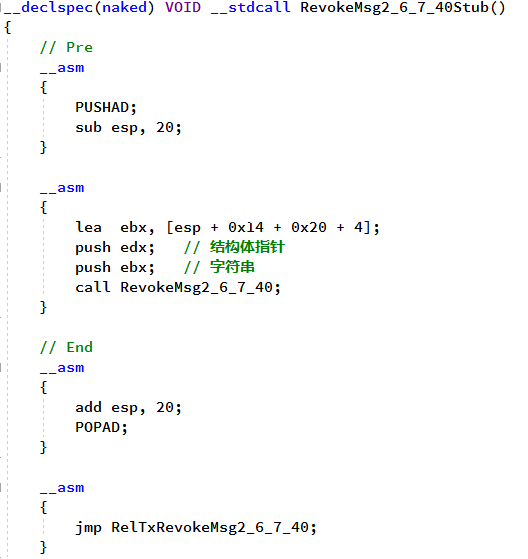 __declspec(naked) VOID __stdcall RevokeMsg2_6_7_40Stub()
{
// Pre
__asm
{
PUSHAD;
sub esp, 20;
}
__asm
{
lea ebx, [esp + 0x14 + 0x20 + 4];
push edx; // 结构体指针
push ebx; // 字符串
call RevokeMsg2_6_7_40;
}
// End
__asm
{
add esp, 20;
POPAD;
}
__asm
{
jmp RelTxRevokeMsg2_6_7_40;
}